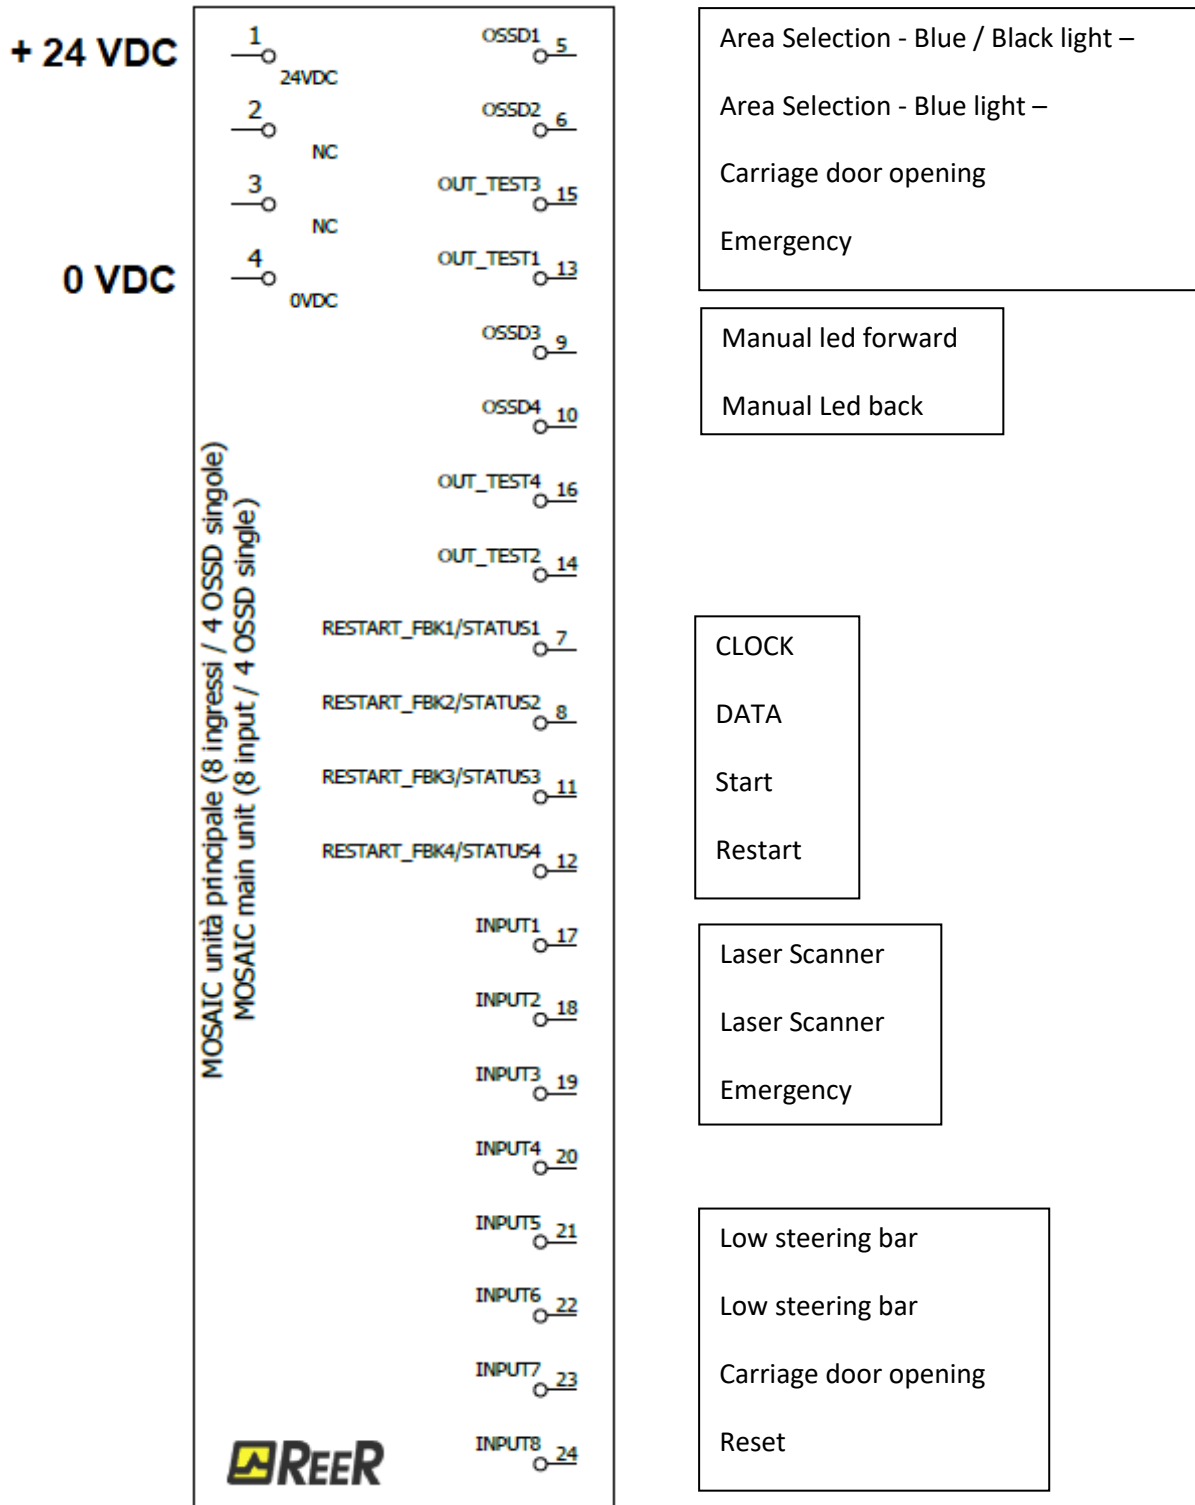 + 24 VDC
1
24VDC
OSSD1
5
Area Selection - Blue / Black light –
2
NC
OSSD2
6
Area Selection - Blue light –
3
NC
OUT_TEST3
15
Carriage door opening
0 VDC
4
0VDC
OUT_TEST1
13
Emergency
OSSD3
9
Manual led forward
OSSD4
10
Manual Led back
OUT_TEST4
16
OUT_TEST2
14
RESTART_FBK1/STATUS1
7
CLOCK
RESTART_FBK2/STATUS2
8
DATA
RESTART_FBK3/STATUS3
11
Start
RESTART_FBK4/STATUS4
12
Restart
MOSAIC unità principale (8 ingressi / 4 OSSD singole)
MOSAIC main unit (8 input / 4 OSSD single)
INPUT1
17
Laser Scanner
INPUT2
18
Laser Scanner
INPUT3
19
Emergency
INPUT4
20
INPUT5
21
Low steering bar
INPUT6
22
Low steering bar
INPUT7
23
Carriage door opening
INPUT8
24
Reset
REER